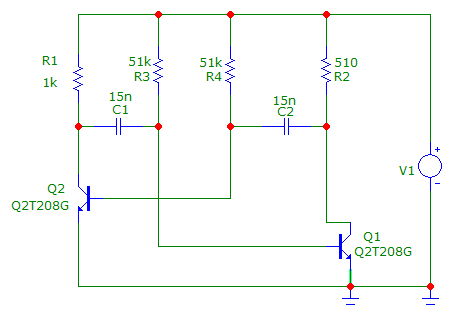 R1
1k
51k
R3
51k
R4
510
R2
15n
C1
15n
C2
V1
+
-
Q2
Q2T208G
Q1
Q2T208G